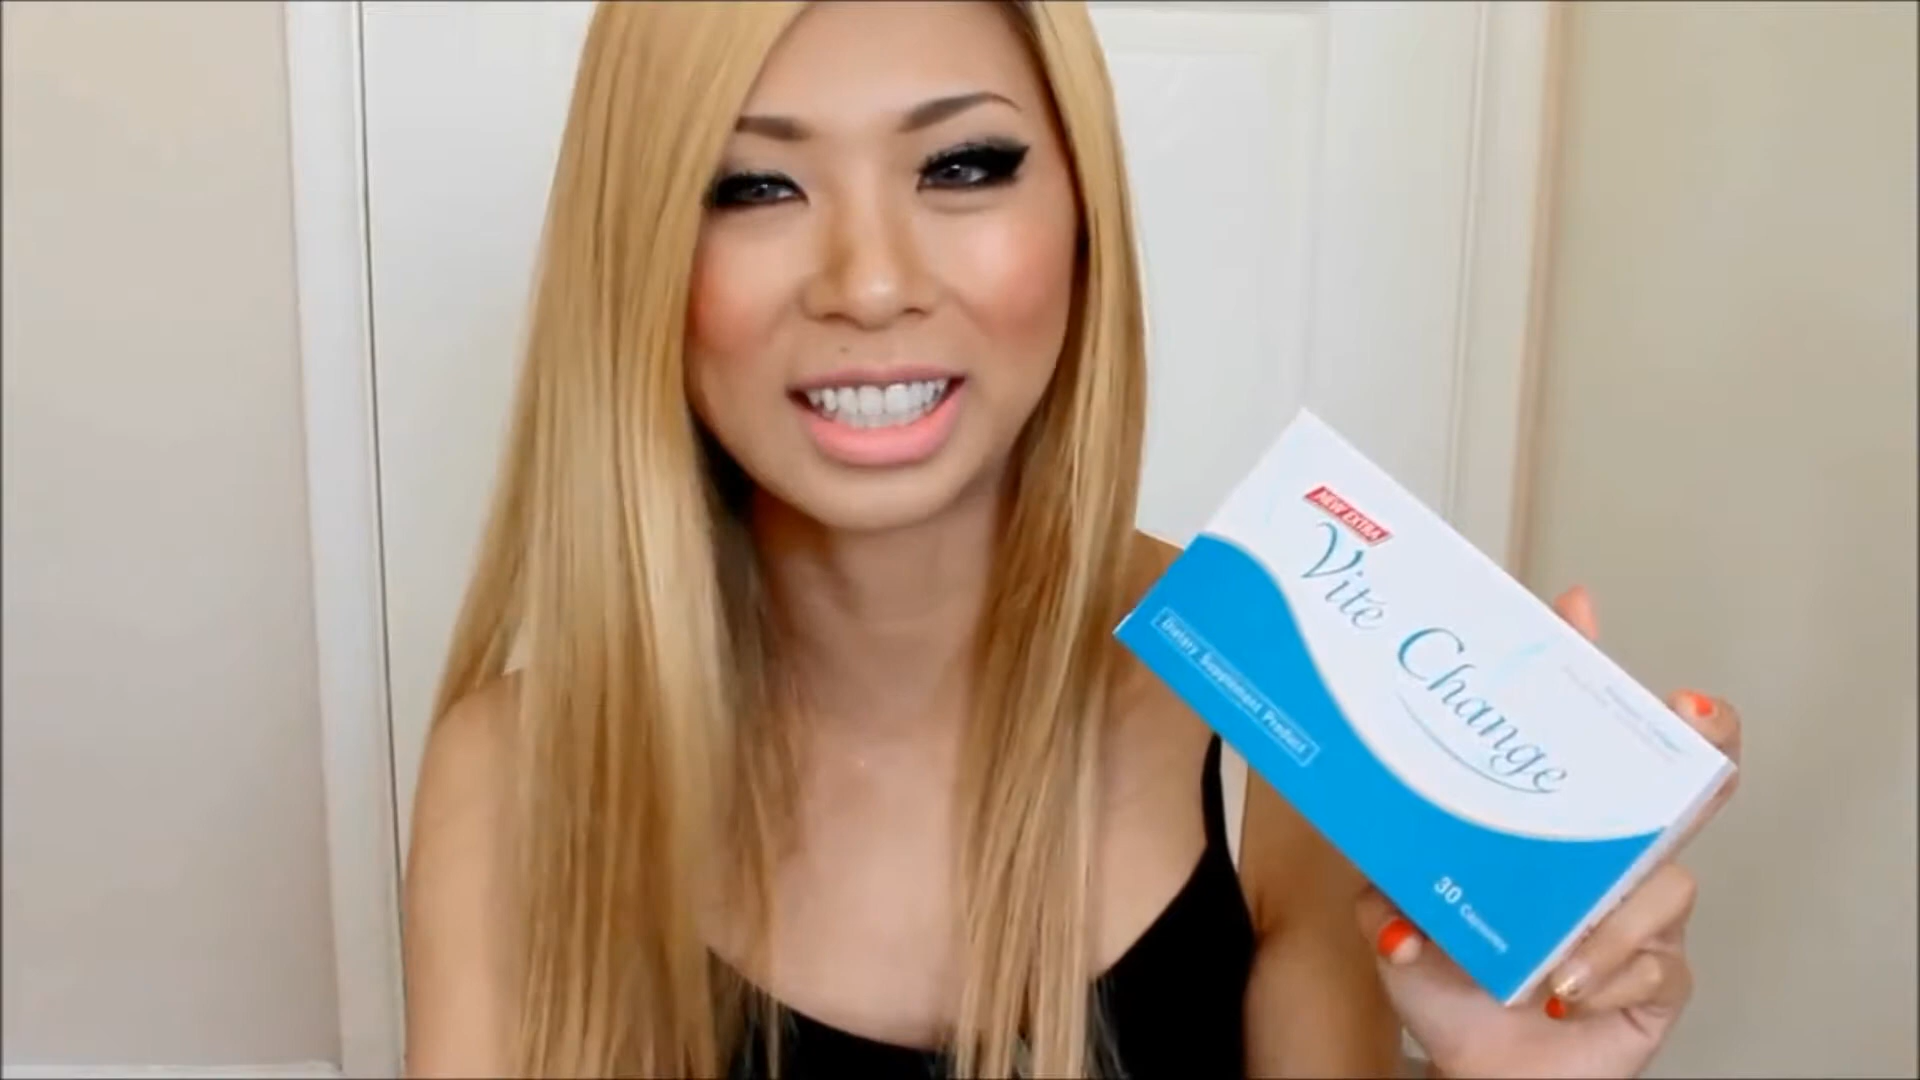 NEW EXTRA
Vite Change
Dietary Supplement Product
30 Capsules